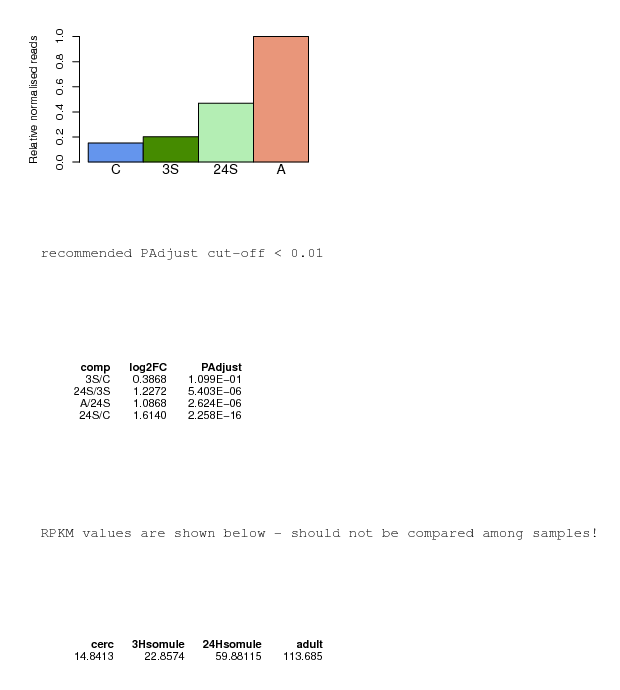 Relative normalised reads
1.0
0.8
0.6
0.4
0.2
0.0
C 3S 24S A
recommended PAdjust cut-off < 0.01
comp log2FC PAdjust
3S/C 0.3868 1.099E-01
24S/3S 1.2272 5.403E-06
A/24S 1.0868 2.624E-06
24S/C 1.6140 2.258E-16
RPKM values are shown below - should not be compared among samples!
cerc 3Hsomule 24Hsomule adult
14.8413 22.8574 59.88115 113.685